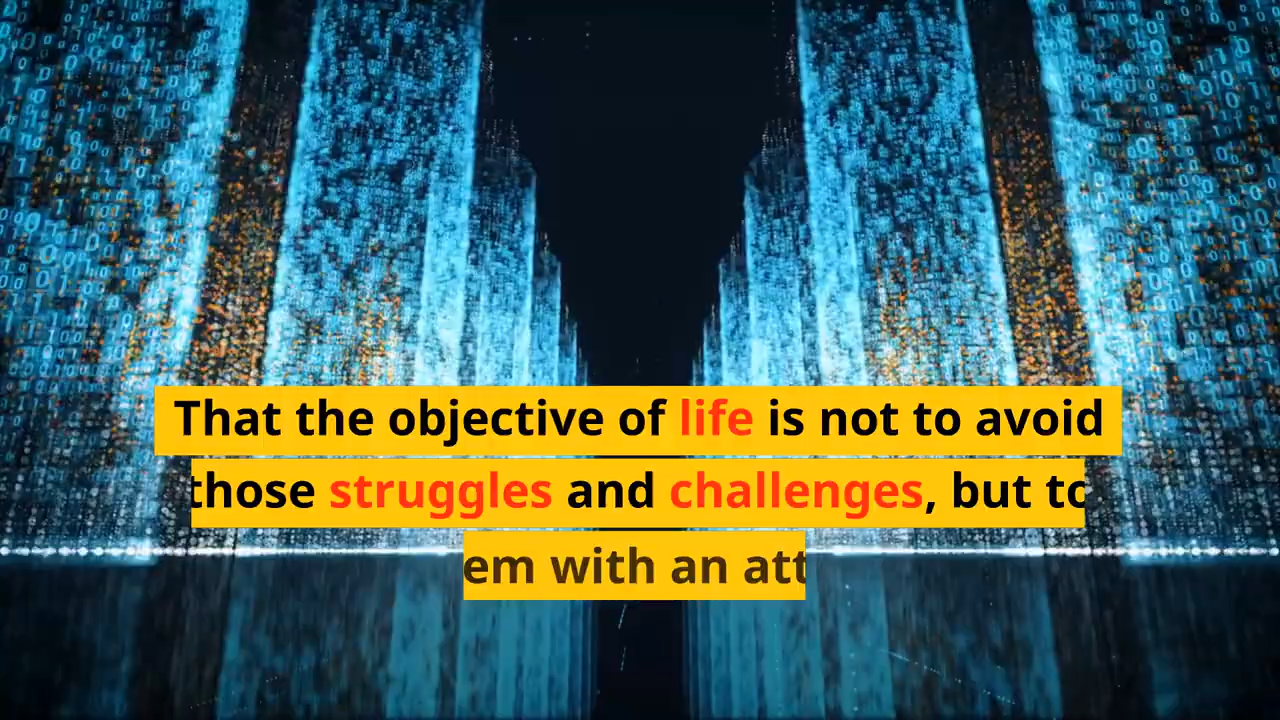 That the objective of life is not to avoid
those struggles and challenges, but to
em with an att